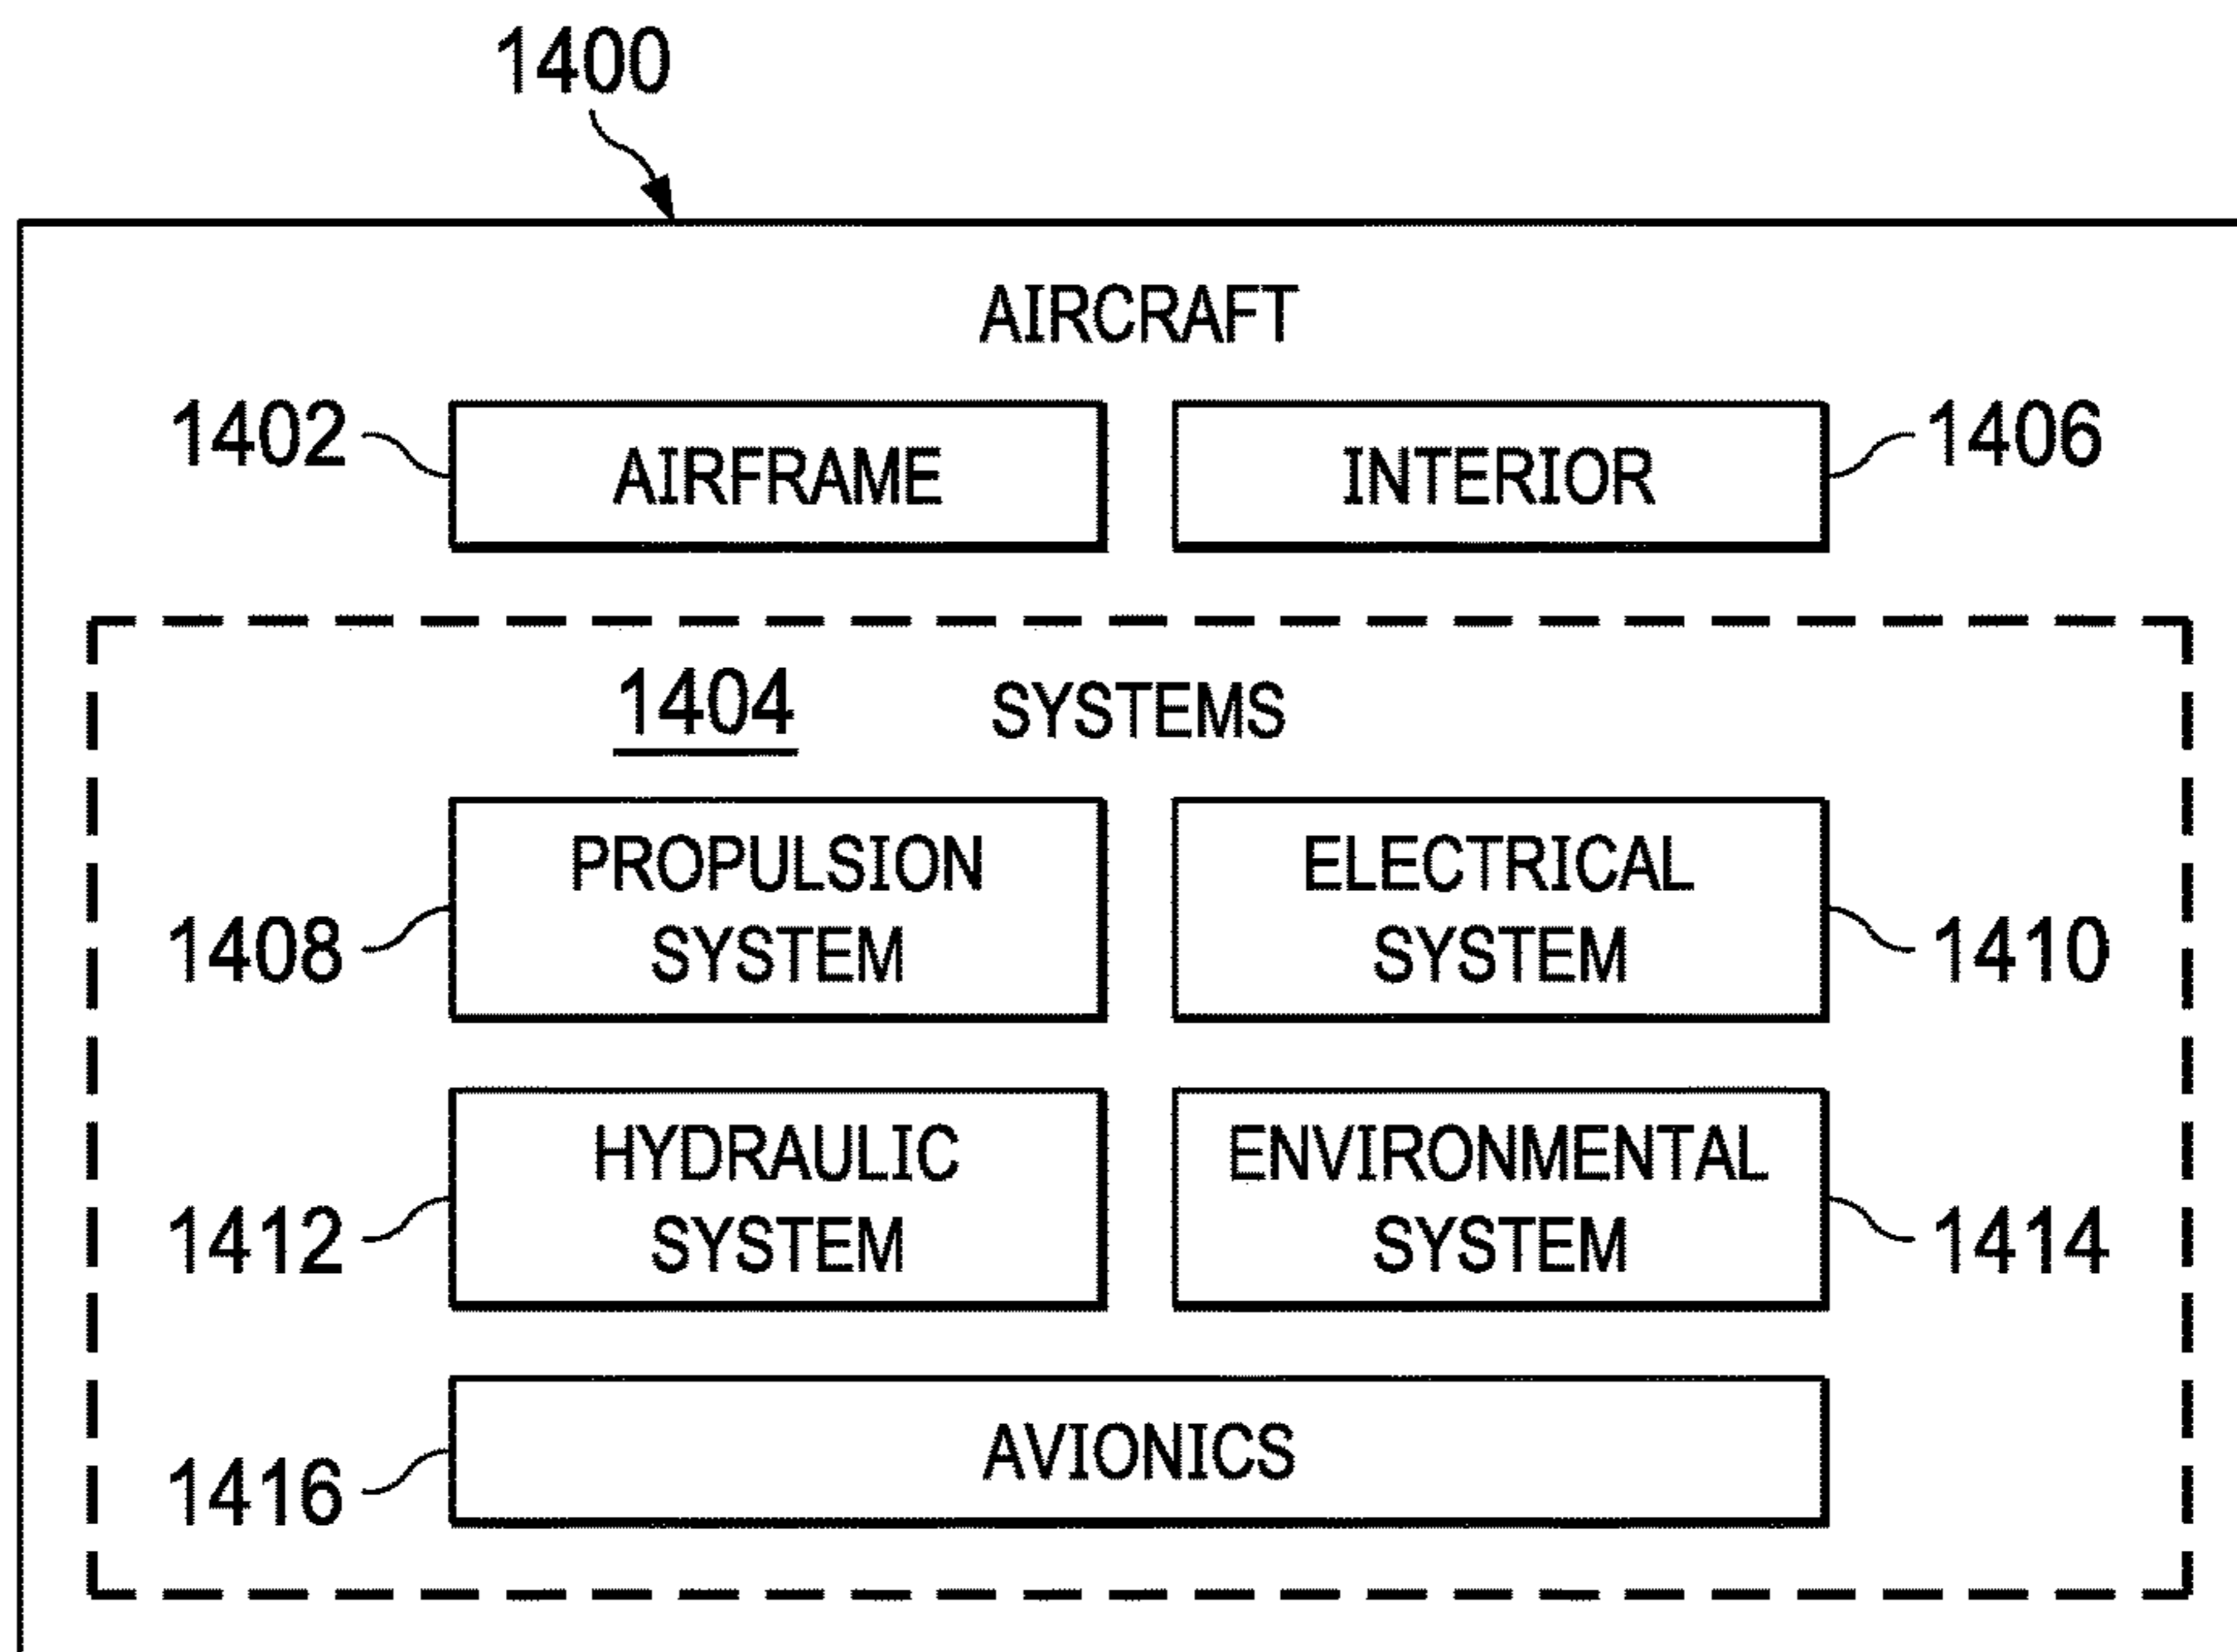 1400
AIRCRAFT
1402 AIRFRAME INTERIOR 1406
1404 SYSTEMS
PROPULSION
SYSTEM
1408
ELECTRICAL
SYSTEM
1410
HYDRAULIC
SYSTEM
1412
ENVIRONMENTAL
SYSTEM
1414
AVIONICS
1416